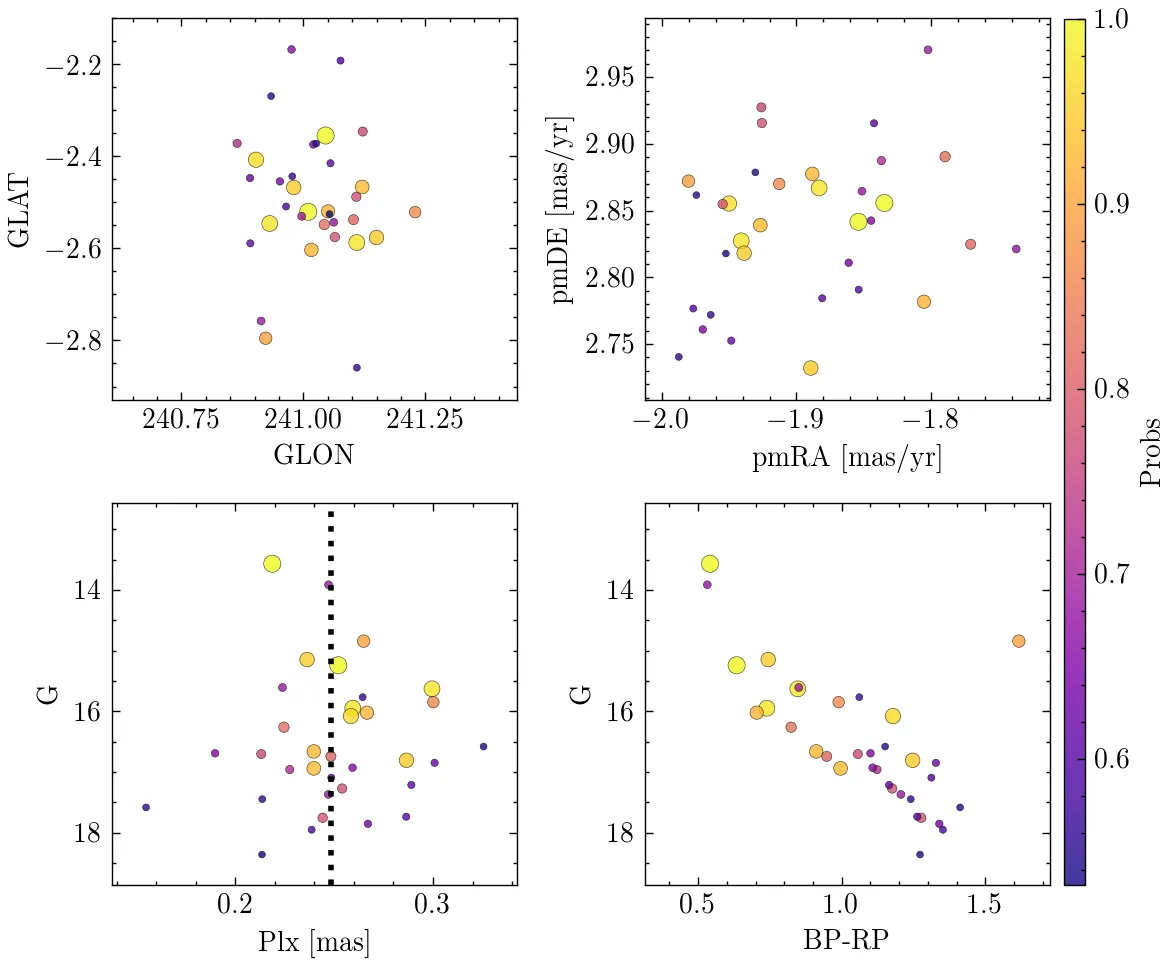 −2.2
−2.4
−2.6
−2.8
GLAT
240.75 241.00 241.25
GLON
2.95
2.90
2.85
2.80
2.75
pmDE [mas/yr]
−2.0 −1.9 −1.8
pmRA [mas/yr]
1.0
0.9
0.8
0.7
0.6
Probs
14
16
18
G
0.2 0.3
Plx [mas]
14
16
18
G
0.5 1.0 1.5
BP-RP